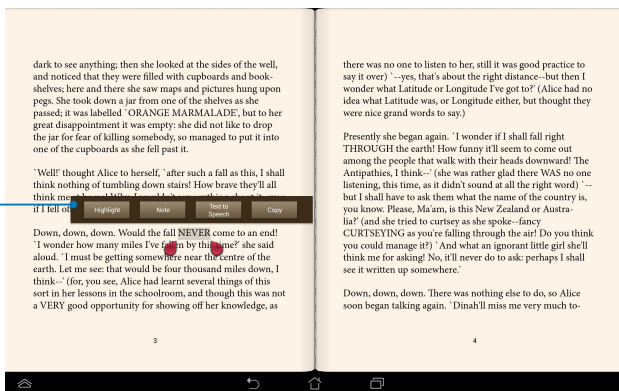 dark to see anything; then she looked at the sides of the well,
and noticed that they were filled with cupboards and book-
shelves; here and there she saw maps and pictures hung upon
pegs. She took down a jar from one of the shelves as she
passed; it was labelled `ORANGE MARMALADE', but to her
great disappointment it was empty: she did not like to drop
the jar for fear of killing somebody, so managed to put it into
one of the cupboards as she fell past it.
`Well!' thought Alice to herself, `after such a fall as this, I shall
think nothing of tumbling down stairs! How brave they'll all
think me
if I fell of
Highlight
Note
Text to
Speech
Copy
Down, down, down. Would the fall NEVER come to an end!
`I wonder how many miles I've fallen by this time?' she said
aloud. `I must be getting somewhere near the centre of the
earth. Let me see: that would be four thousand miles down, I
think--' (for, you see, Alice had learnt several things of this
sort in her lessons in the schoolroom, and though this was not
a VERY good opportunity for showing off her knowledge, as
3
there was no one to listen to her, still it was good practice to
say it over) `--yes, that's about the right distance--but then I
wonder what Latitude or Longitude I've got to?' (Alice had no
idea what Latitude was, or Longitude either, but thought they
were nice grand words to say.)
Presently she began again. `I wonder if I shall fall right
THROUGH the earth! How funny it'll seem to come out
among the people that walk with their heads downward! The
Antipathies, I think--' (she was rather glad there WAS no one
listening, this time, as it didn't sound at all the right word) `--
but I shall have to ask them what the name of the country is,
you know. Please, Ma'am, is this New Zealand or Austra-
lia?' (and she tried to curtsey as she spoke--fancy
CURTSEYING as you're falling through the air! Do you think
you could manage it?) `And what an ignorant little girl she'll
think me for asking! No, it'll never do to ask: perhaps I shall
see it written up somewhere.'
Down, down, down. There was nothing else to do, so Alice
soon began talking again. `Dinah'll miss me very much to-
4